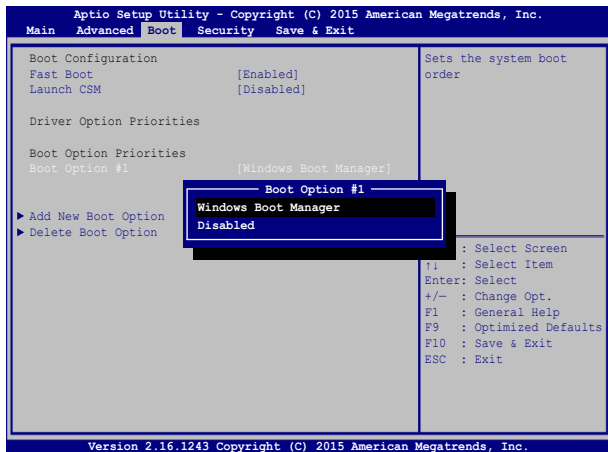 Aptio Setup Utility - Copyright (C) 2015 American Megatrends, Inc.
Main Advanced Boot Security Save & Exit
Boot Configuration
Fast Boot [Enabled]
Launch CSM [Disabled]
Driver Option Priorities
Boot Option Priorities
Boot Option #1 [Windows Boot Manager]
Boot Option #1
Windows Boot Manager
Disabled
Add New Boot Option
Delete Boot Option
Sets the system boot
order
: Select Screen
↑↓ : Select Item
Enter: Select
+/— : Change Opt.
F1 : General Help
F9 : Optimized Defaults
F10 : Save & Exit
ESC : Exit
Version 2.16.1243 Copyright (C) 2015 American Megatrends, Inc.